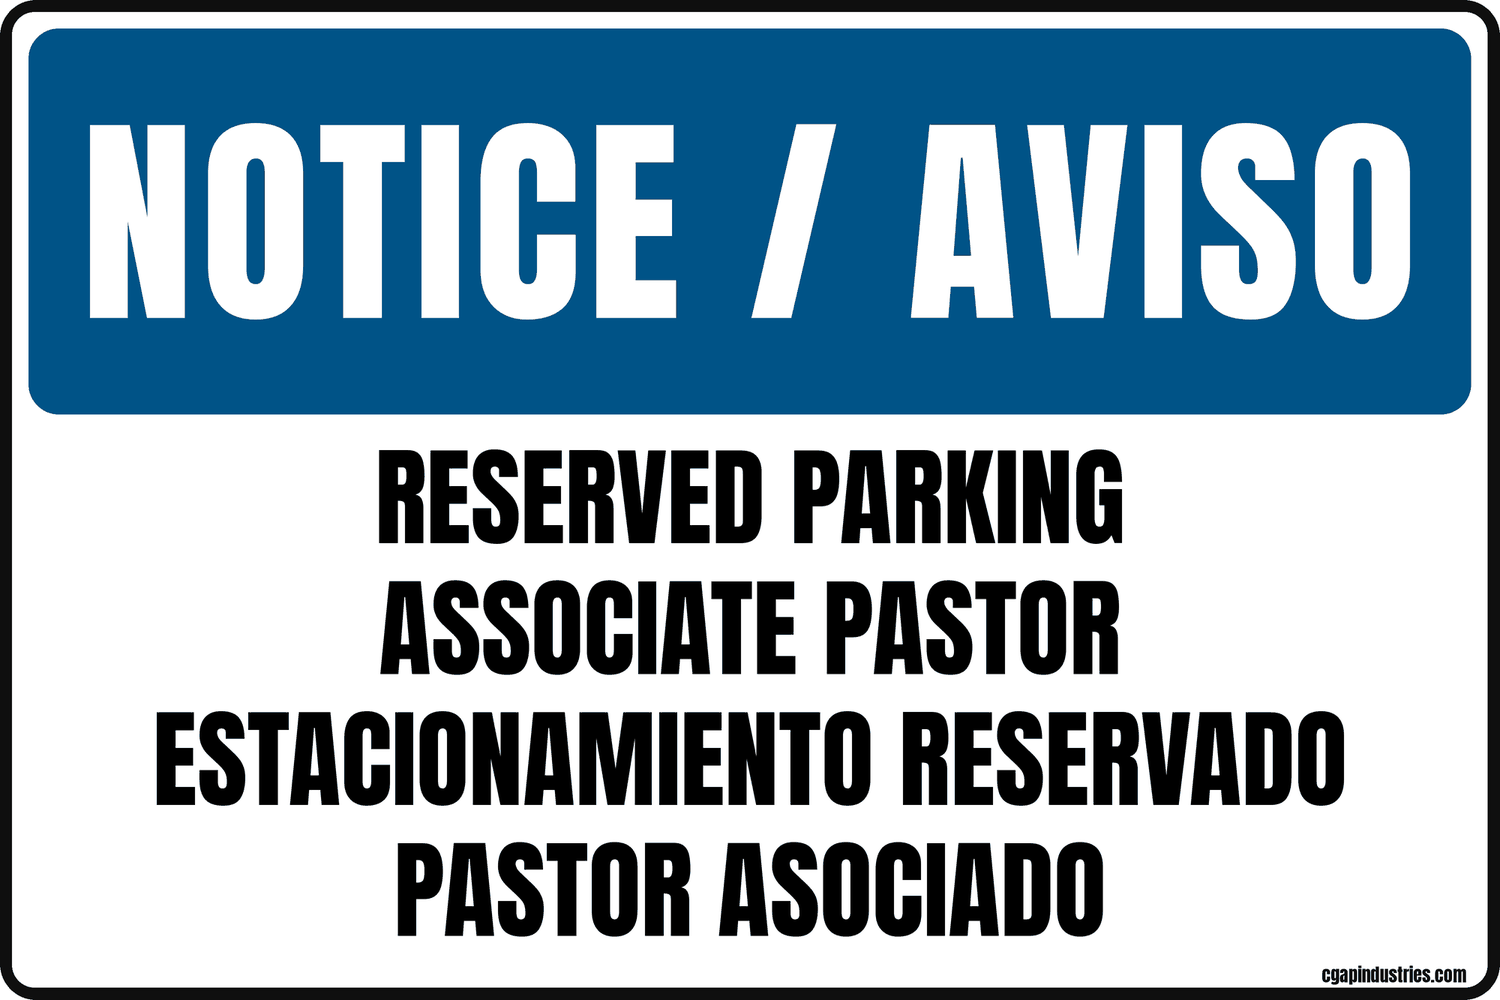 NOTICE / AVISO
RESERVED PARKING
ASSOCIATE PASTOR
ESTACIONAMIENTO RESERVADO
PASTOR ASOCIADO
cgapindustries.com